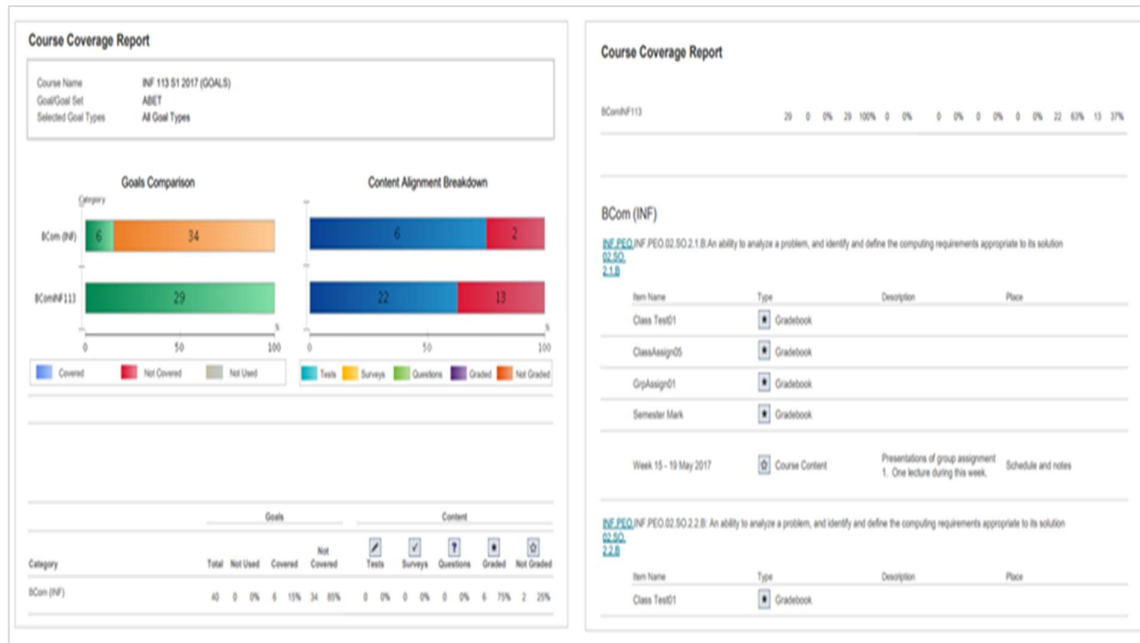 Course Coverage Report
Course Name INF 113 S1 2017 (GOALS)
Goal/Goal Set ABET
Selected Goal Types All Goal Types
Goals Comparison
Category
BCom (INF) 6 34
BComINF113 29
%
0 50 100
Covered Not Covered Not Used
Content Alignment Breakdown
6 2
22 13
%
0 50 100
Tests Surveys Questions Graded Not Graded
Goals Content
Category Total Not Used Covered Not Covered Tests Surveys Questions Graded Not Graded
BCom (INF) 40 0 0% 6 15% 34 85% 0 0% 0 0% 0 0% 6 75% 2 25%
Course Coverage Report
BComINF113 29 0 0% 29 100% 0 0% 0 0% 0 0% 0 0% 22 63% 13 37%
BCom (INF)
INF.PEO.INF.PEO.02.SO.2.1.B:An ability to analyze a problem, and identify and define the computing requirements appropriate to its solution
02.SO.
2.1.B
Item Name Type Description Place
Class Test01 Gradebook
ClassAssign05 Gradebook
GrpAssign01 Gradebook
Semester Mark Gradebook
Week 15 - 19 May 2017 Course Content Presentations of group assignment 1. One lecture during this week. Schedule and notes
INF.PEO.INF.PEO.02.SO.2.2.B: An ability to analyze a problem, and identify and define the computing requirements appropriate to its solution
02.SO.
2.2.B
Item Name Type Description Place
Class Test01 Gradebook